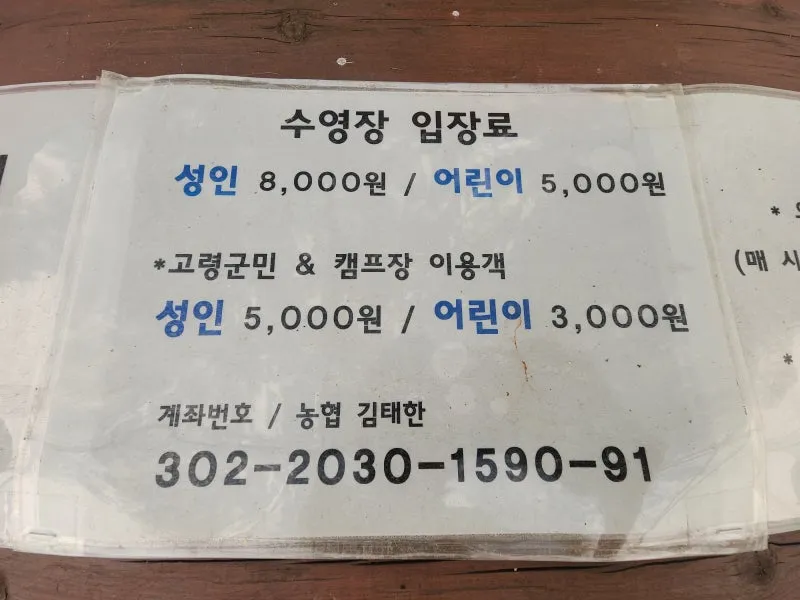 수영장 입장료
성인 8,000원 / 어린이 5,000원
*고령군민 & 캠프장 이용객
성인 5,000원 / 어린이 3,000원
계좌번호 / 농협 김태한
302-2030-1590-91
*
(매 시
*